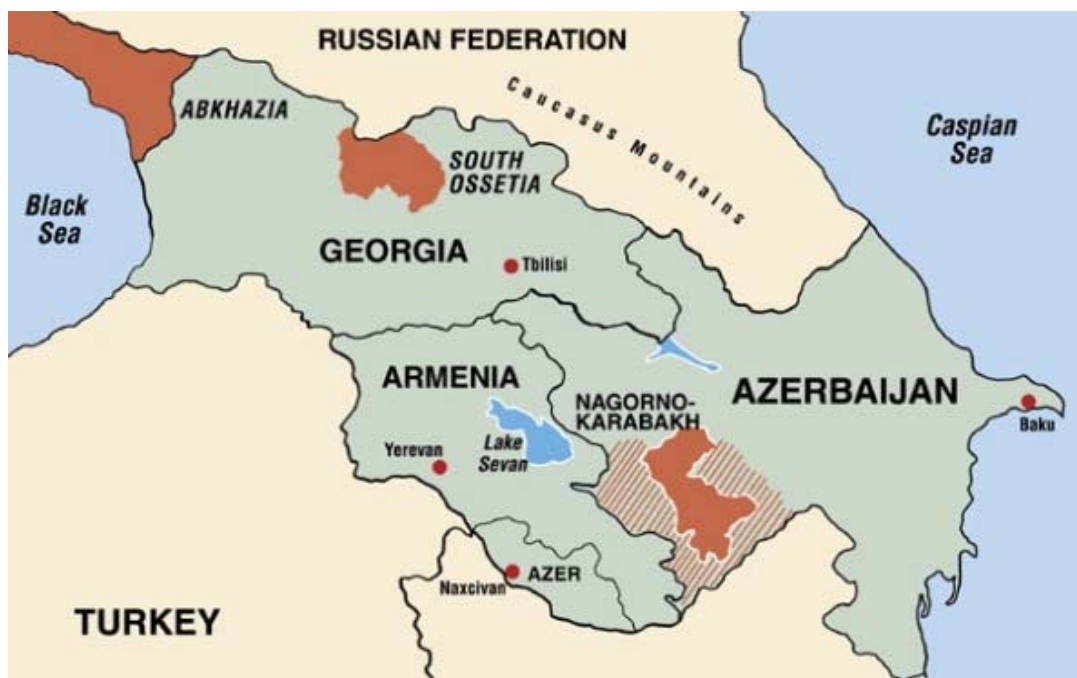 RUSSIAN FEDERATION
Caucasus Mountains
Caspian
Sea
ABKHAZIA
SOUTH
OSSETIA
Black
Sea
GEORGIA
Tbilisi
ARMENIA
AZERBAIJAN
NAGORNO-
KARABAKH
Baku
Lake
Sevan
Yerevan
AZER
Naxcivan
TURKEY